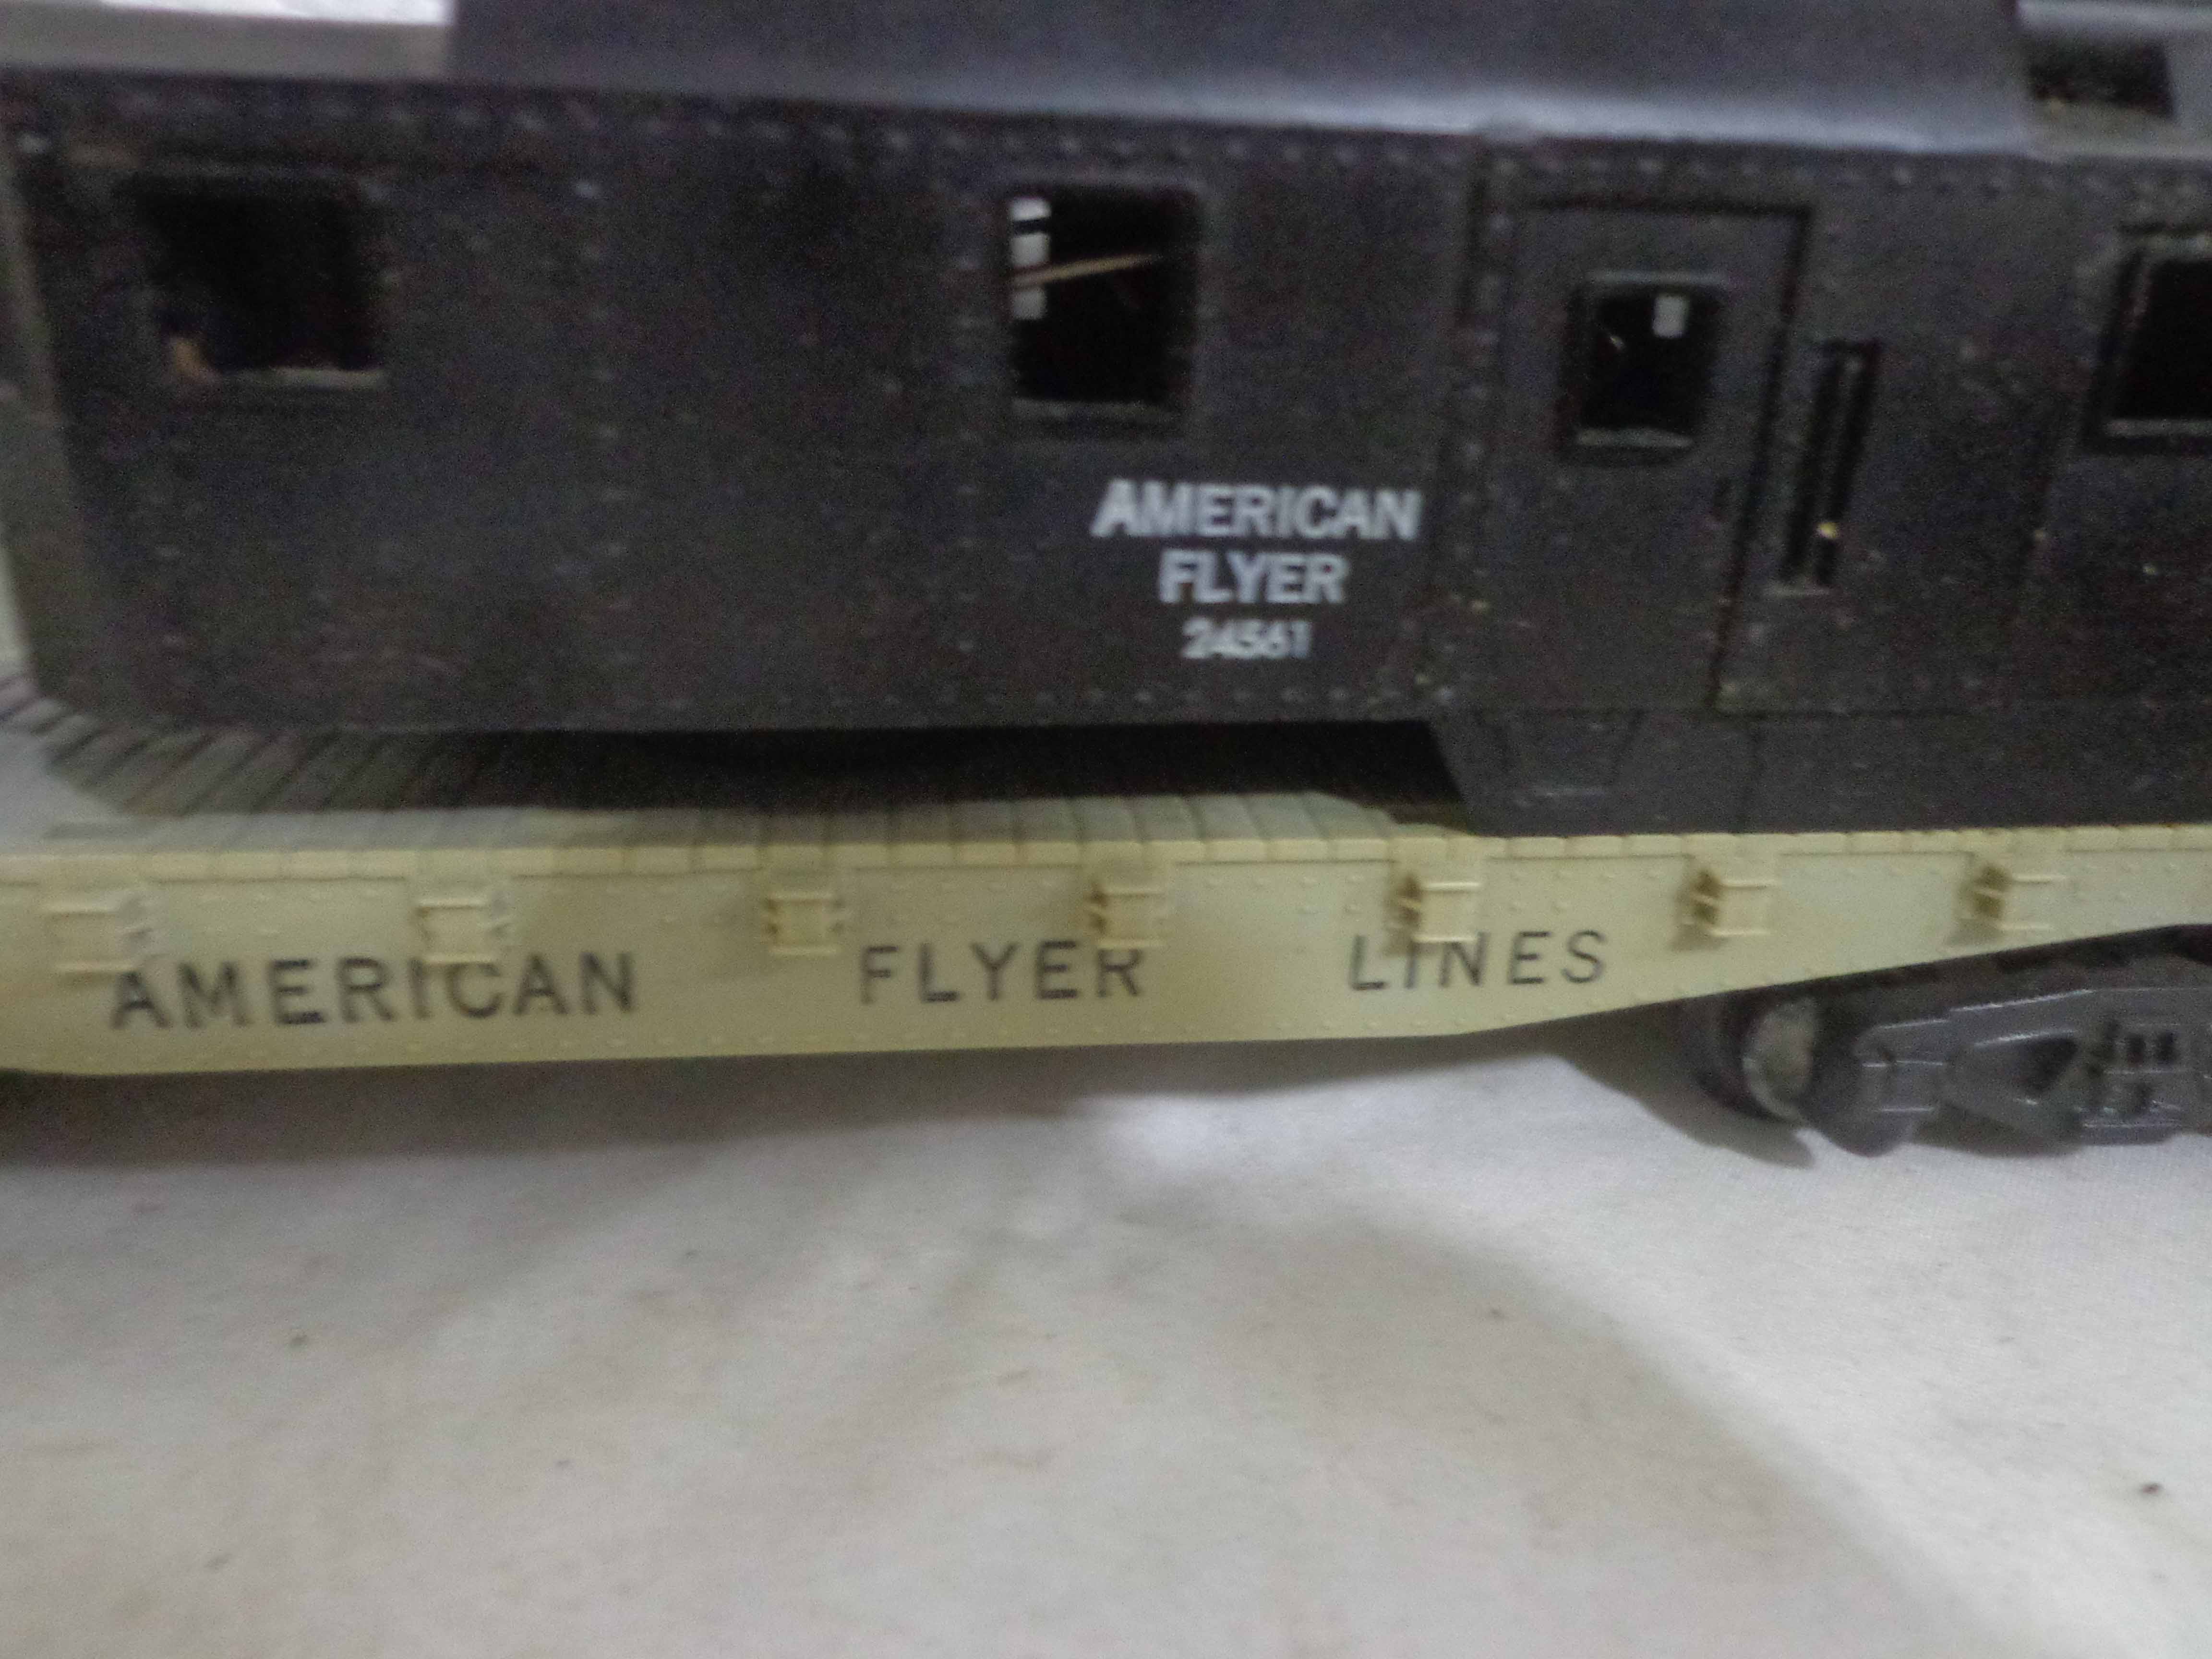 AMERICAN
FLYER
24561
AMERICAN FLYER LINES